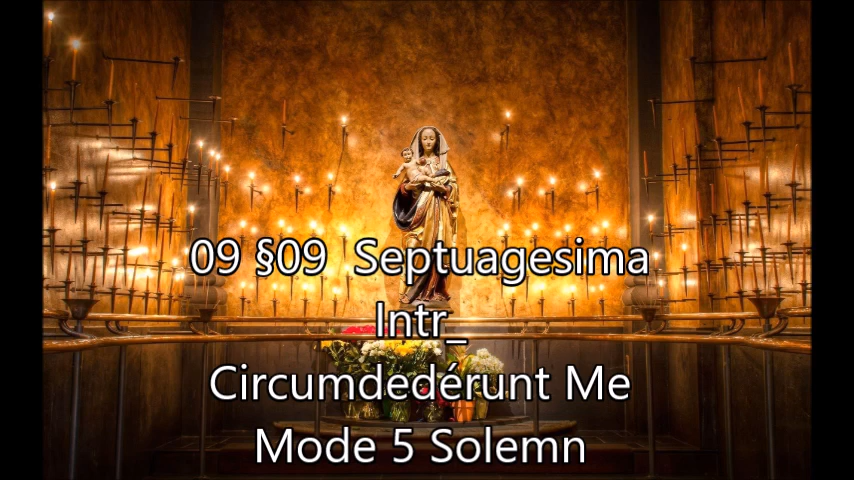 09 §09  Septuagesima
Intr_
Circumdedérunt Me
Mode 5 Solemn